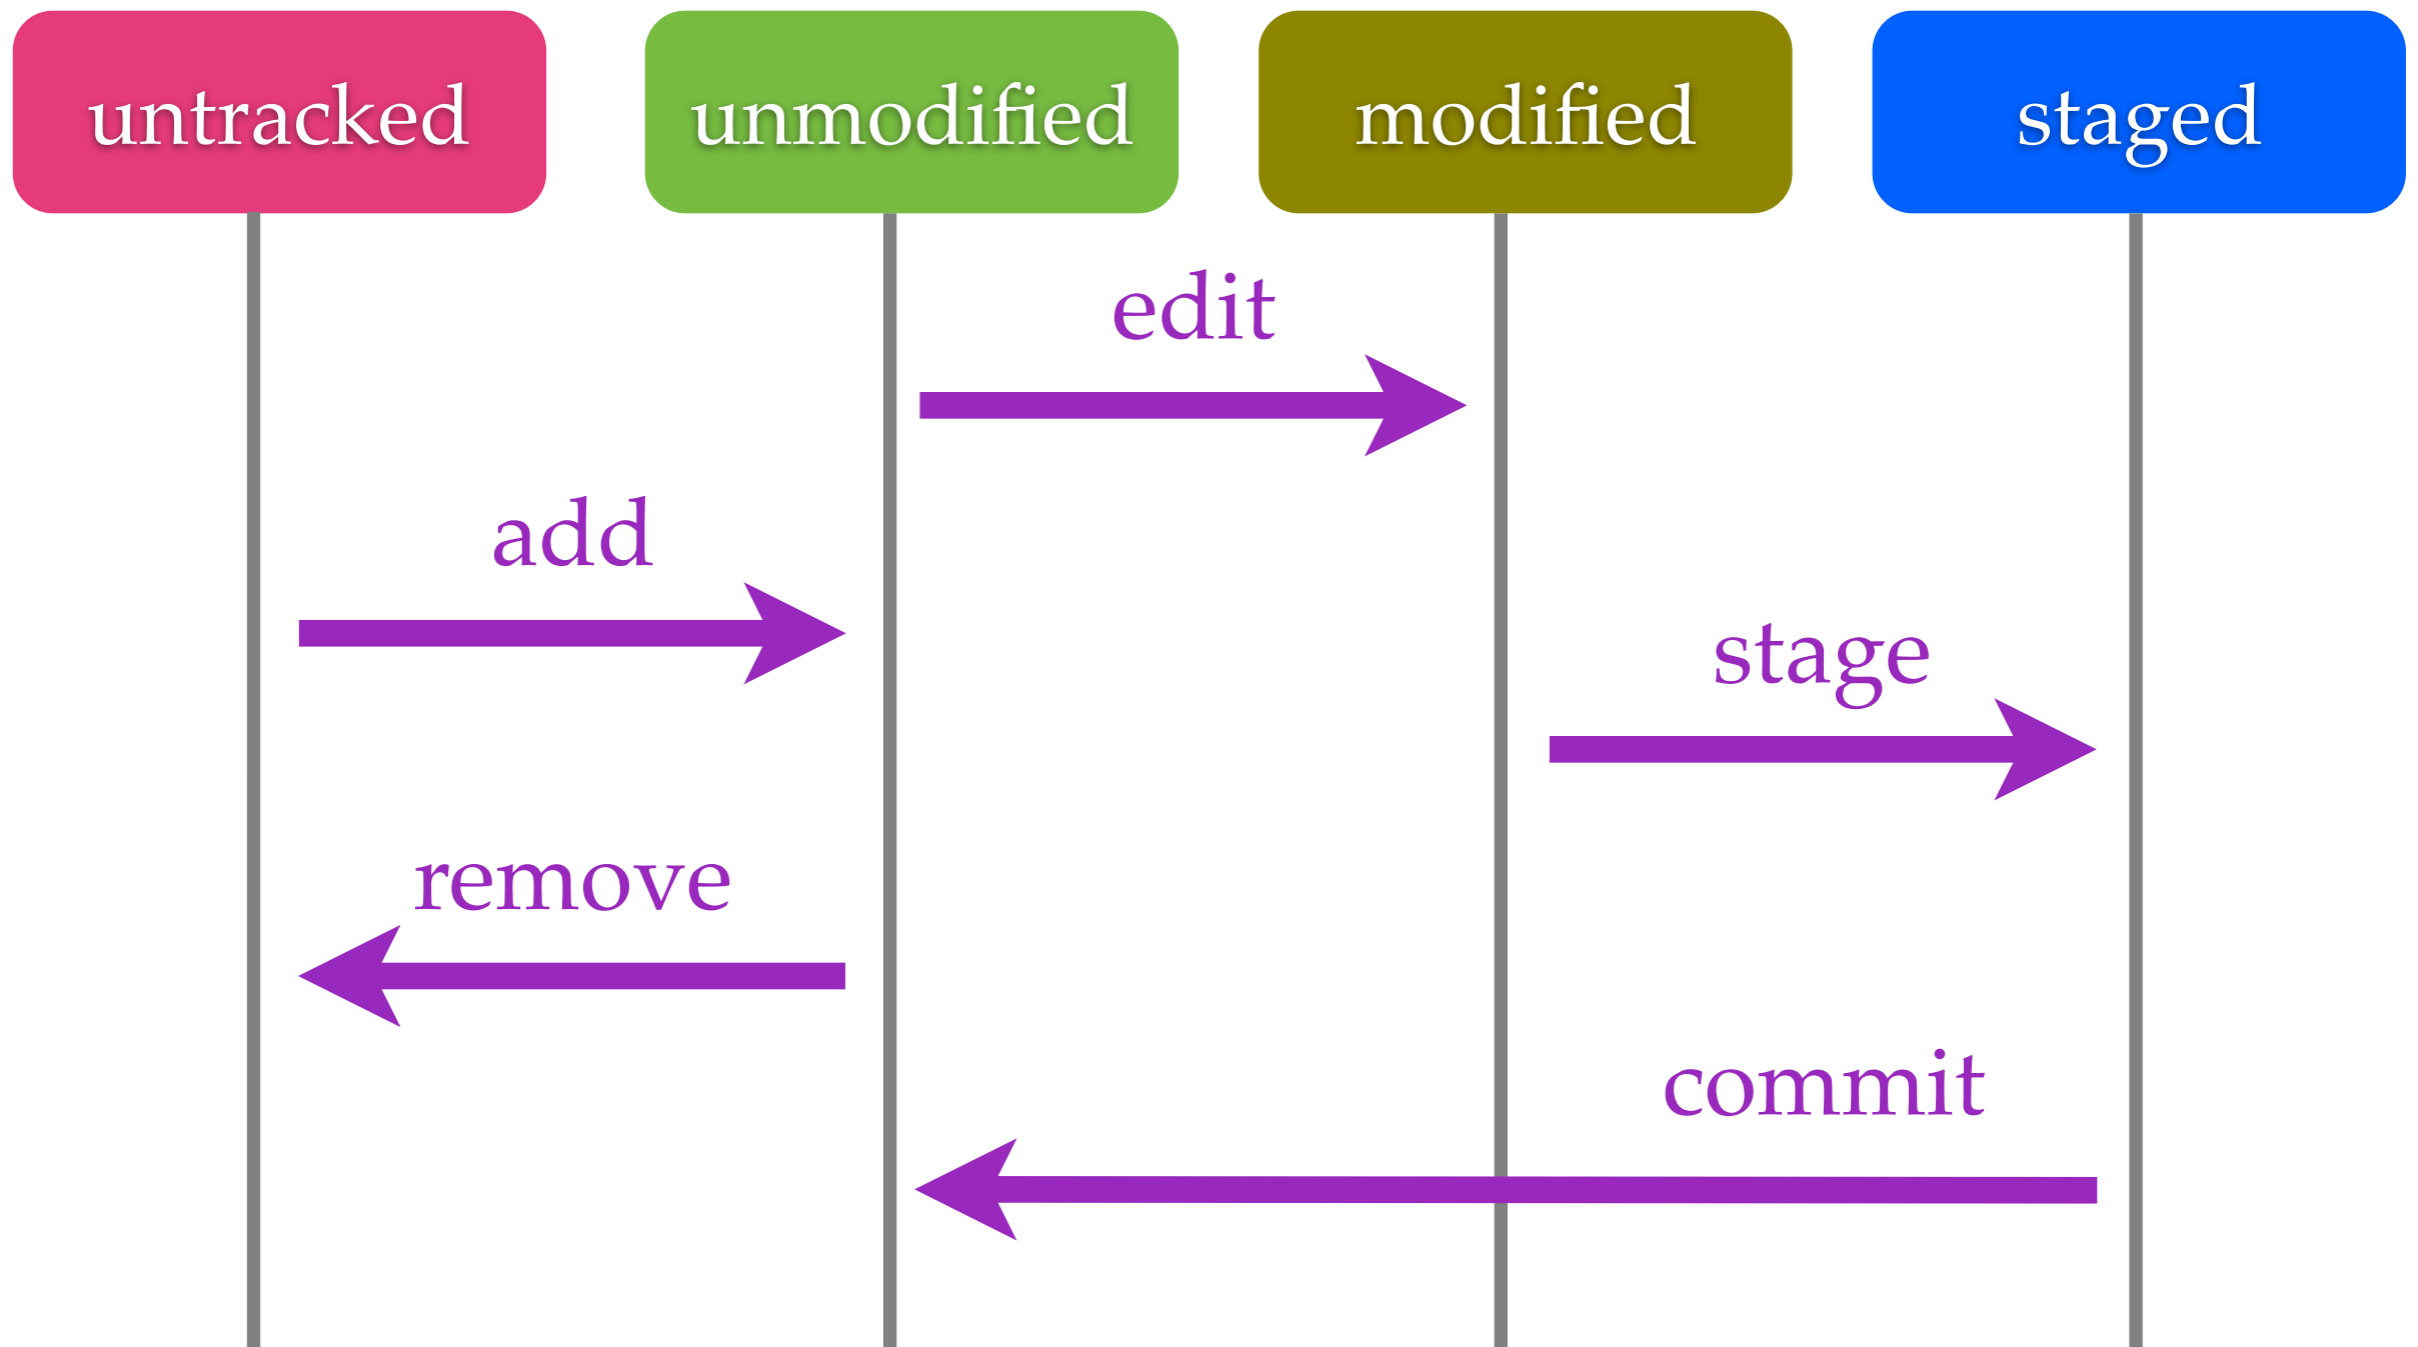 untracked
unmodified
modified
staged
edit
add
stage
remove
commit